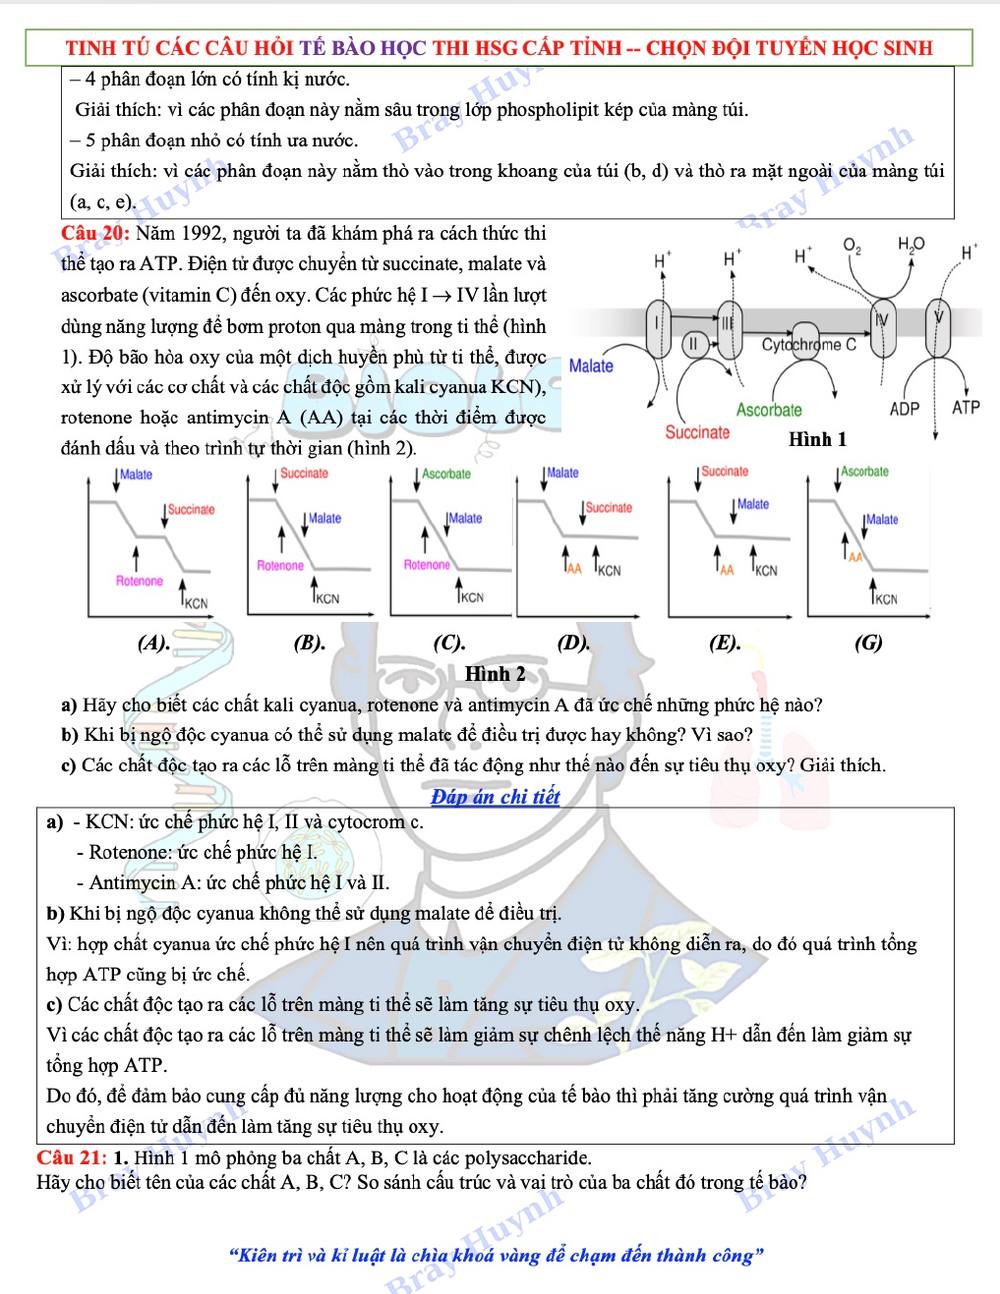 TINH TÚ CÁC CÂU HỎI TẾ BÀO HỌC THI HSG CẤP TỈNH -- CHỌN ĐỘI TUYỂN HỌC SINH
– 4 phân đoạn lớn có tính kị nước.
Giải thích: vì các phân đoạn này nằm sâu trong lớp phospholipit kép của màng túi.
– 5 phân đoạn nhỏ có tính ưa nước.
Giải thích: vì các phân đoạn này nằm thò vào trong khoang của túi (b, d) và thò ra mặt ngoài của màng túi
(a, c, e).
Câu 20: Năm 1992, người ta đã khám phá ra cách thức thi
thể tạo ra ATP. Điện tử được chuyển từ succinate, malate và
ascorbate (vitamin C) đến oxy. Các phức hệ I → IV lần lượt
dùng năng lượng để bơm proton qua màng trong ti thể (hình
1). Độ bão hòa oxy của một dịch huyền phù từ ti thể, được
xử lý với các cơ chất và các chất độc gồm kali cyanua KCN),
rotenone hoặc antimycin A (AA) tại các thời điểm được
đánh dấu và theo trình tự thời gian (hình 2).
H+ H+ H+ O2 H2O H+
I III IV V
II Cytochrome C
Malate
Ascorbate ADP ATP
Succinate Hình 1
Malate Succinate Rotenone KCN
Succinate Malate Rotenone KCN
Ascorbate Malate Rotenone KCN
Malate Succinate AA KCN
Succinate Malate AA KCN
Ascorbate Malate AA KCN
(A). (B). (C). (D). (E). (G)
Hình 2
a) Hãy cho biết các chất kali cyanua, rotenone và antimycin A đã ức chế những phức hệ nào?
b) Khi bị ngộ độc cyanua có thể sử dụng malate để điều trị được hay không? Vì sao?
c) Các chất độc tạo ra các lỗ trên màng ti thể đã tác động như thế nào đến sự tiêu thụ oxy? Giải thích.
Đáp án chi tiết
a) - KCN: ức chế phức hệ I, II và cytocrom c.
- Rotenone: ức chế phức hệ I.
- Antimycin A: ức chế phức hệ I và II.
b) Khi bị ngộ độc cyanua không thể sử dụng malate để điều trị.
Vì: hợp chất cyanua ức chế phức hệ I nên quá trình vận chuyển điện tử không diễn ra, do đó quá trình tổng
hợp ATP cũng bị ức chế.
c) Các chất độc tạo ra các lỗ trên màng ti thể sẽ làm tăng sự tiêu thụ oxy.
Vì các chất độc tạo ra các lỗ trên màng ti thể sẽ làm giảm sự chênh lệch thế năng H+ dẫn đến làm giảm sự
tổng hợp ATP.
Do đó, để đảm bảo cung cấp đủ năng lượng cho hoạt động của tế bào thì phải tăng cường quá trình vận
chuyển điện tử dẫn đến làm tăng sự tiêu thụ oxy.
Câu 21: 1. Hình 1 mô phỏng ba chất A, B, C là các polysaccharide.
Hãy cho biết tên của các chất A, B, C? So sánh cấu trúc và vai trò của ba chất đó trong tế bào?
“Kiên trì và kỉ luật là chìa khoá vàng để chạm đến thành công”
Bray Huynh
Bray Huynh
Bray Huynh
Bray Huynh
Bray Huynh
Bray Huynh